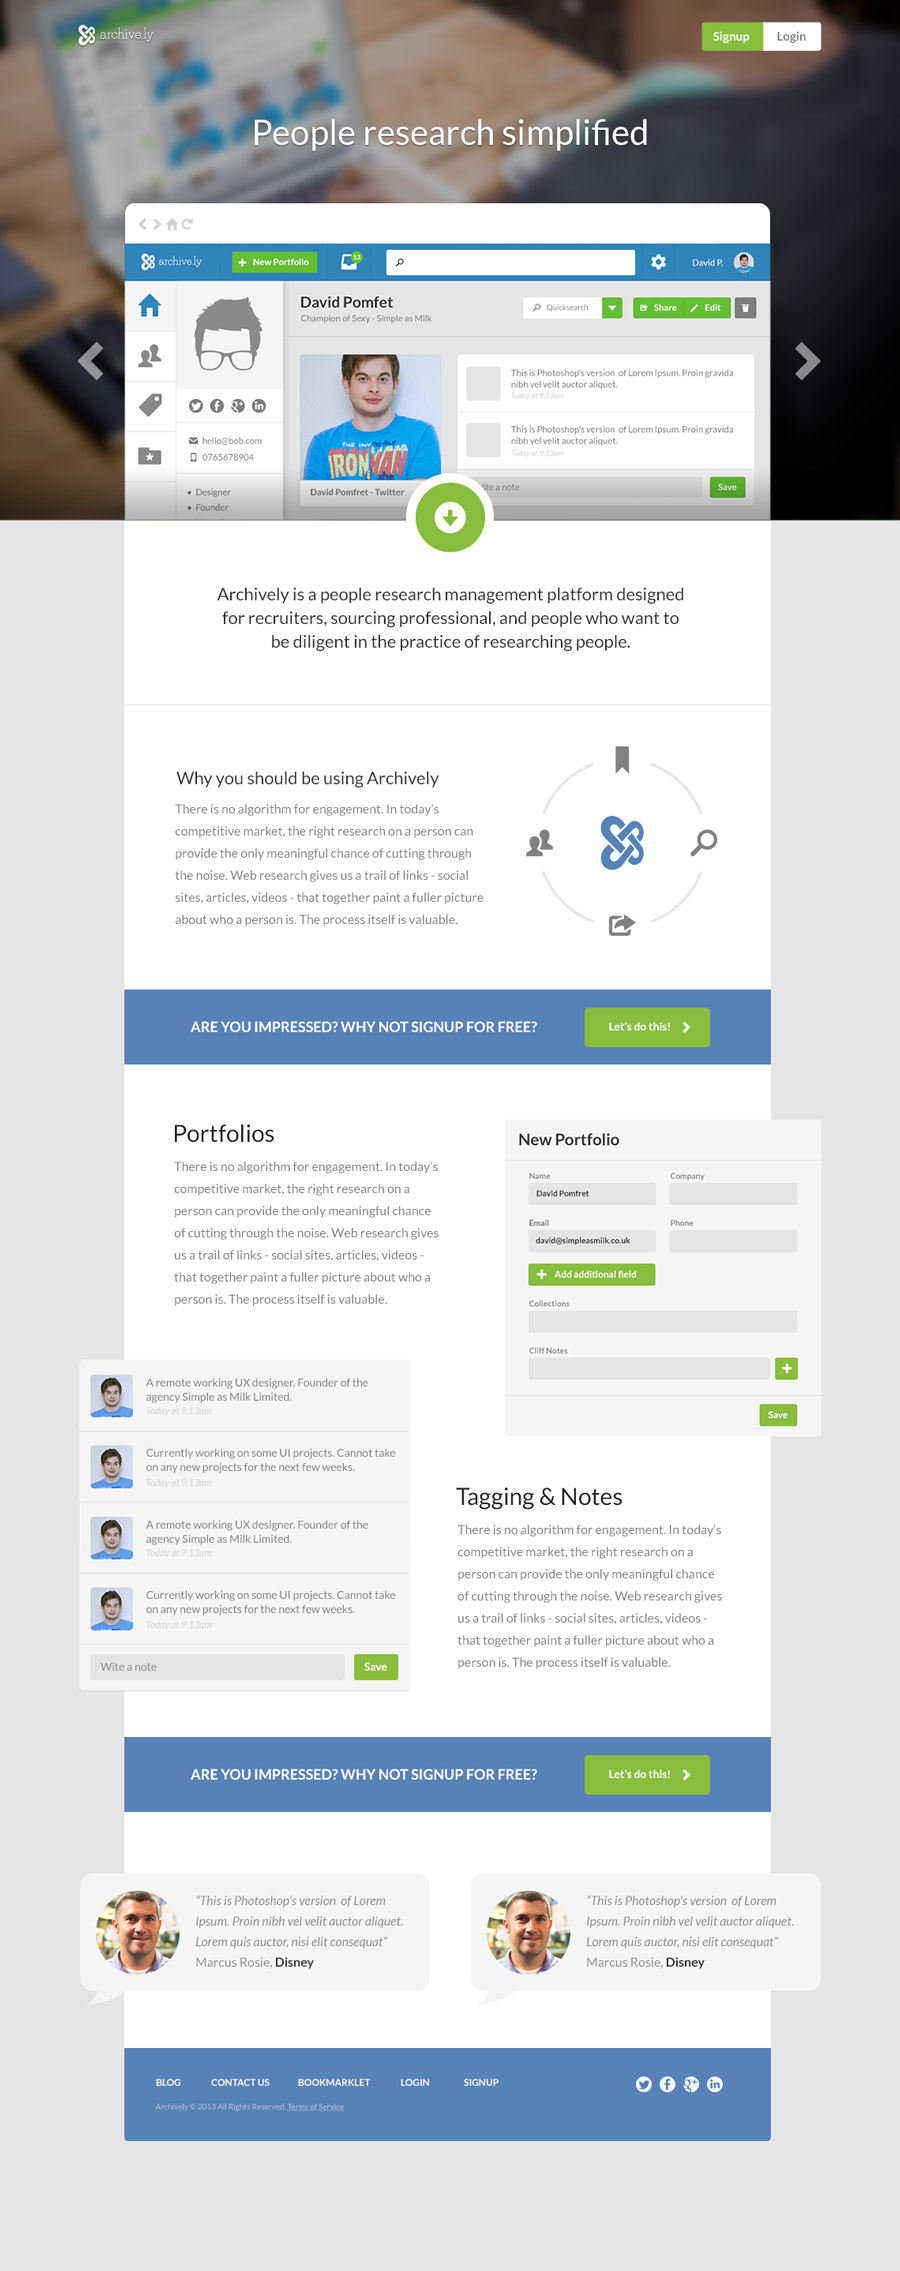 archive.ly
Signup Login
People research simplified
archive.ly
+ New Portfolio
13
David P.
David Pomfet
Champion of Sexy - Simple as Milk
Quicksearch
Share Edit
hello@bob.com
0765678904
• Designer
• Founder
David Pomfret - Twitter
This is Photoshop's version of Lorem Ipsum. Proin gravida
nibh vel velit auctor aliquet.
Today at 9:13am
This is Photoshop's version of Lorem Ipsum. Proin gravida
nibh vel velit auctor aliquet.
Today at 9:13am
ite a note
Save
Archively is a people research management platform designed
for recruiters, sourcing professional, and people who want to
be diligent in the practice of researching people.
Why you should be using Archively
There is no algorithm for engagement. In today's
competitive market, the right research on a person can
provide the only meaningful chance of cutting through
the noise. Web research gives us a trail of links - social
sites, articles, videos - that together paint a fuller picture
about who a person is. The process itself is valuable.
ARE YOU IMPRESSED? WHY NOT SIGNUP FOR FREE?
Let's do this!
Portfolios
There is no algorithm for engagement. In today's
competitive market, the right research on a
person can provide the only meaningful chance
of cutting through the noise. Web research gives
us a trail of links - social sites, articles, videos -
that together paint a fuller picture about who a
person is. The process itself is valuable.
New Portfolio
Name Company
David Pomfret
Email Phone
david@simpleasmilk.co.uk
+ Add additional field
Collections
Cliff Notes
+
Save
A remote working UX designer. Founder of the
agency Simple as Milk Limited.
Today at 9:13am
Currently working on some UI projects. Cannot take
on any new projects for the next few weeks.
Today at 9:13am
A remote working UX designer. Founder of the
agency Simple as Milk Limited.
Today at 9:13am
Currently working on some UI projects. Cannot take
on any new projects for the next few weeks.
Today at 9:13am
Wite a note
Save
Tagging & Notes
There is no algorithm for engagement. In today's
competitive market, the right research on a
person can provide the only meaningful chance
of cutting through the noise. Web research gives
us a trail of links - social sites, articles, videos -
that together paint a fuller picture about who a
person is. The process itself is valuable.
ARE YOU IMPRESSED? WHY NOT SIGNUP FOR FREE?
Let's do this!
"This is Photoshop's version of Lorem
Ipsum. Proin nibh vel velit auctor aliquet.
Lorem quis auctor, nisi elit consequat"
Marcus Rosie, Disney
"This is Photoshop's version of Lorem
Ipsum. Proin nibh vel velit auctor aliquet.
Lorem quis auctor, nisi elit consequat"
Marcus Rosie, Disney
BLOG CONTACT US BOOKMARKLET LOGIN SIGNUP
Archively © 2013 All Rights Reserved. Terms of Service